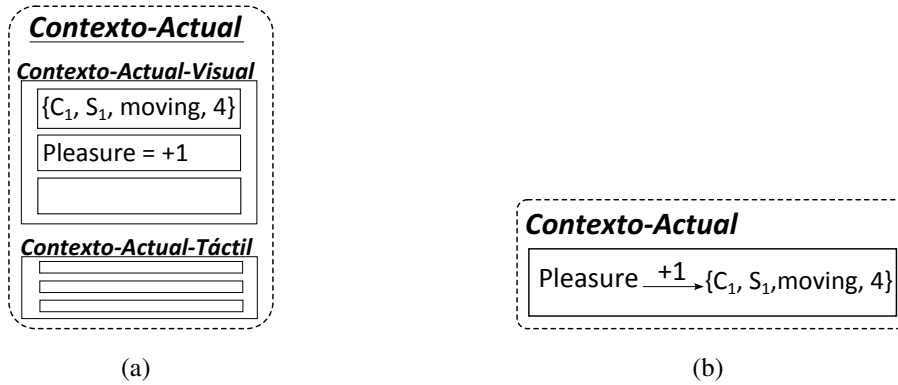 Contexto-Actual
Contexto-Actual-Visual
{C₁, S₁, moving, 4}
Pleasure = +1
Contexto-Actual-Táctil
(a)
Contexto-Actual
Pleasure +1 {C₁, S₁,moving, 4}
(b)